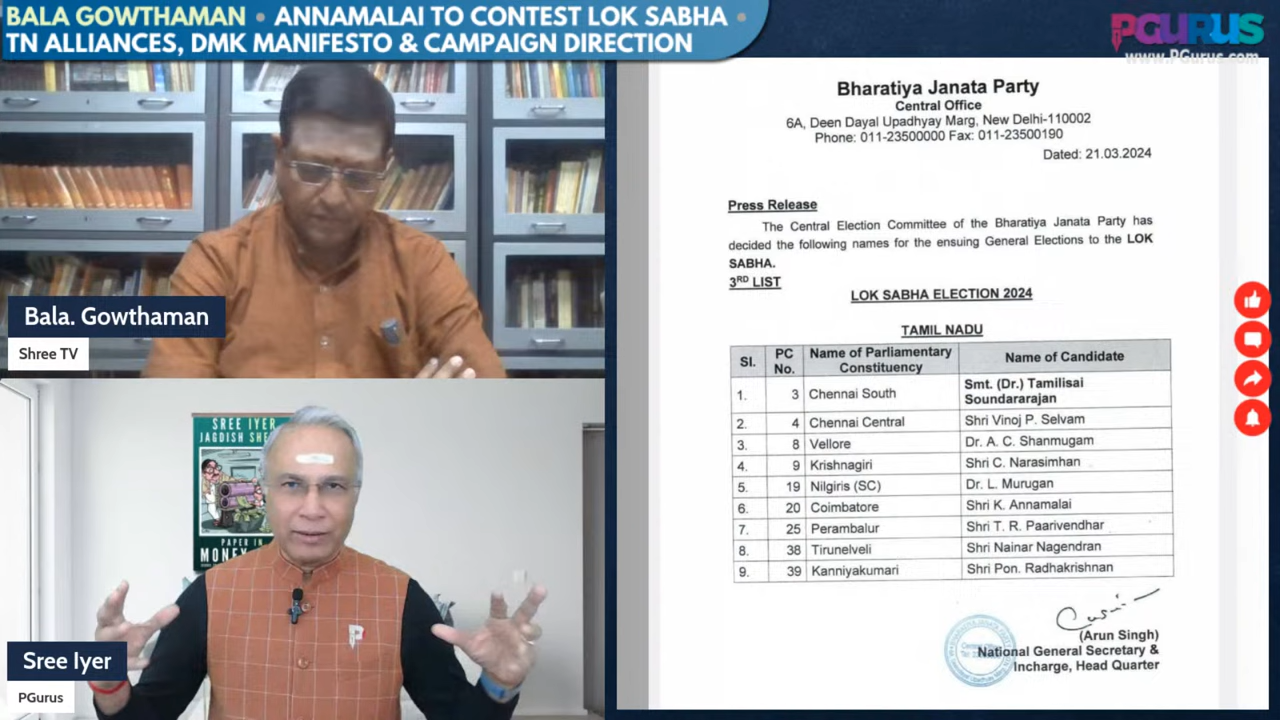 BALA GOWTHAMAN • ANNAMALAI TO CONTEST LOK SABHA •
TN ALLIANCES, DMK MANIFESTO & CAMPAIGN DIRECTION
PGURUS
www.PGurus.com
Bala. Gowthaman
Shree TV
SREE IYER
JAGDISH
PAPER IN
MONEY
Sree Iyer
PGurus
Bharatiya Janata Party
Central Office
6A, Deen Dayal Upadhyay Marg, New Delhi-110002
Phone: 011-23500000 Fax: 011-23500190
Dated: 21.03.2024
Press Release
The Central Election Committee of the Bharatiya Janata Party has
decided the following names for the ensuing General Elections to the LOK
SABHA.
3RD LIST
LOK SABHA ELECTION 2024
TAMIL NADU
Sl. PC No. Name of Parliamentary Constituency Name of Candidate
1. 3 Chennai South Smt. (Dr.) Tamilisai Soundararajan
2. 4 Chennai Central Shri Vinoj P. Selvam
3. 8 Vellore Dr. A. C. Shanmugam
4. 9 Krishnagiri Shri C. Narasimhan
5. 19 Nilgiris (SC) Dr. L. Murugan
6. 20 Coimbatore Shri K. Annamalai
7. 25 Perambalur Shri T. R. Paarivendhar
8. 38 Tirunelveli Shri Nainar Nagendran
9. 39 Kanniyakumari Shri Pon. Radhakrishnan
(Arun Singh)
National General Secretary &
Incharge, Head Quarter